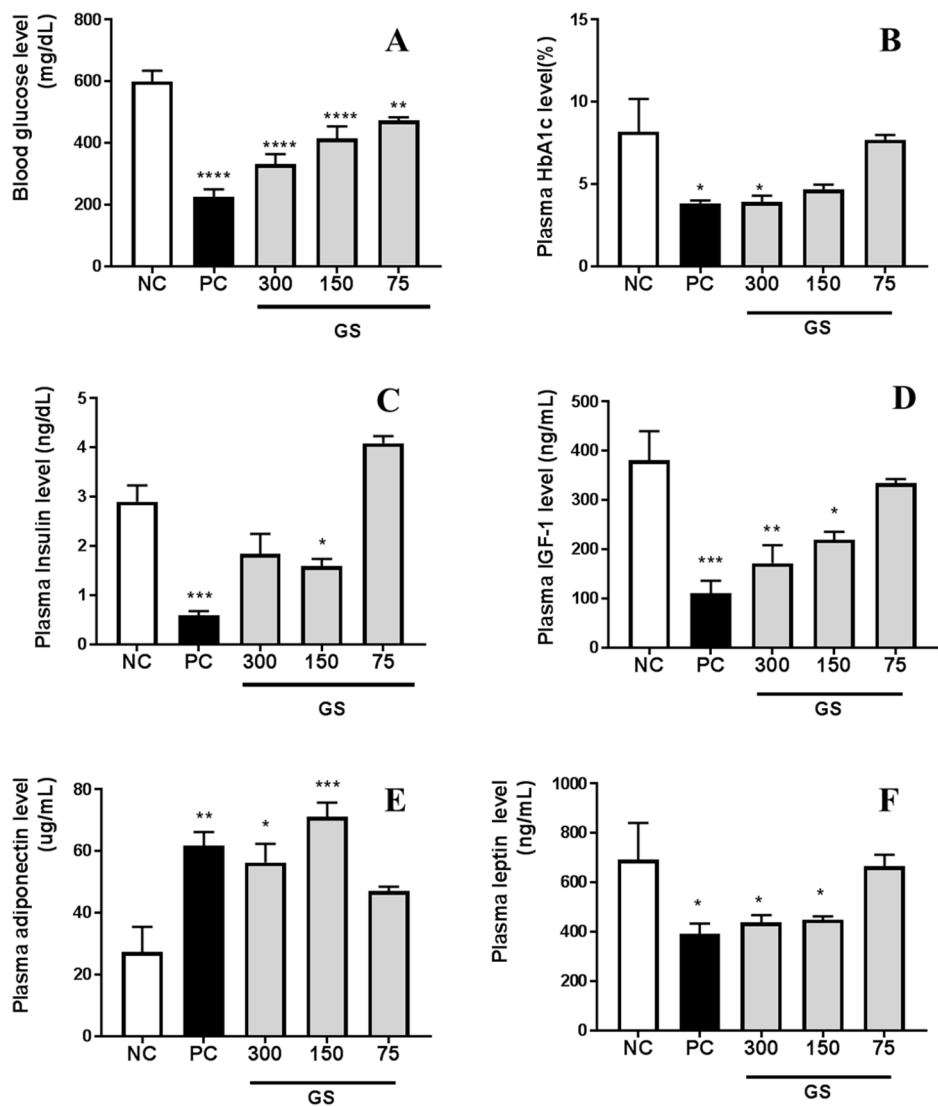 A
Blood glucose level
(mg/dL)
800
600
400
200
0
****
****
****
**
NC PC 300 150 75
GS
B
Plasma HbA1c level(%)
15
10
5
0
*
*
NC PC 300 150 75
GS
C
Plasma Insulin level (ng/dL)
5
4
3
2
1
0
***
*
NC PC 300 150 75
GS
D
Plasma IGF-1 level (ng/mL)
500
400
300
200
100
0
***
**
*
NC PC 300 150 75
GS
E
Plasma adiponectin level
(ug/mL)
80
60
40
20
0
**
*
***
NC PC 300 150 75
GS
F
Plasma leptin level
(ng/mL)
1000
800
600
400
200
0
*
*
*
NC PC 300 150 75
GS